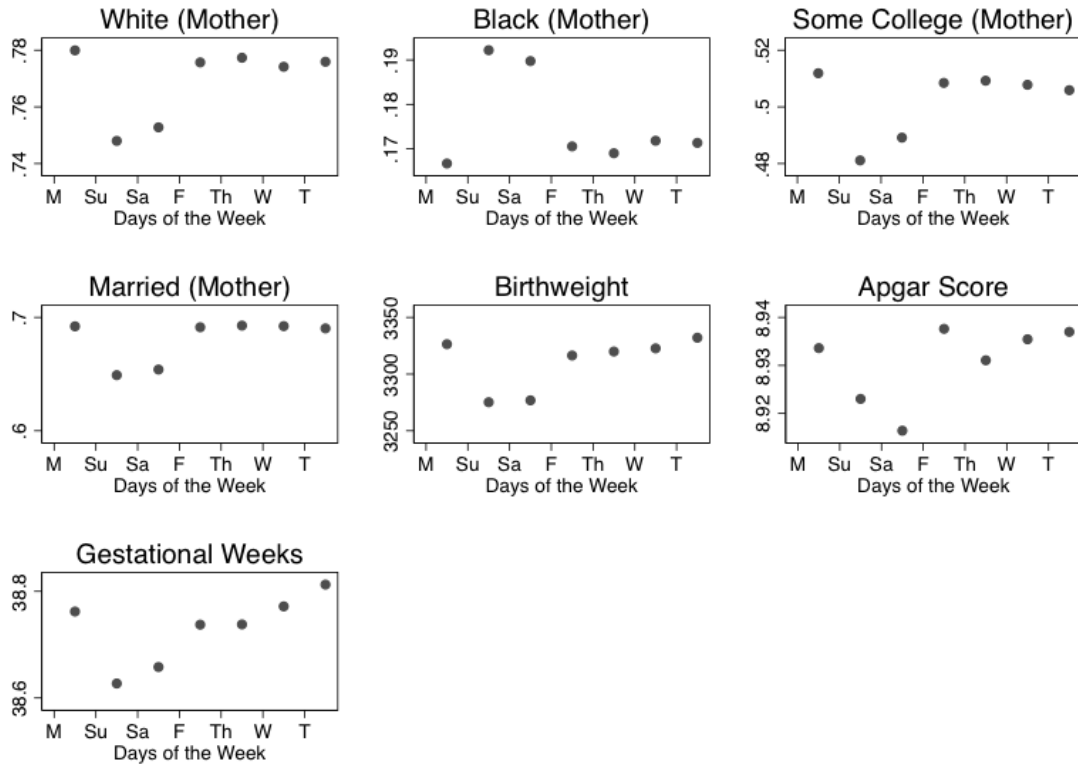 White (Mother)
.78
.76
.74
M Su Sa F Th W T
Days of the Week
Black (Mother)
.19
.18
.17
M Su Sa F Th W T
Days of the Week
Some College (Mother)
.52
.5
.48
M Su Sa F Th W T
Days of the Week
Married (Mother)
.7
.6
M Su Sa F Th W T
Days of the Week
Birthweight
3350
3300
3250
M Su Sa F Th W T
Days of the Week
Apgar Score
8.94
8.93
8.92
M Su Sa F Th W T
Days of the Week
Gestational Weeks
38.8
38.6
M Su Sa F Th W T
Days of the Week